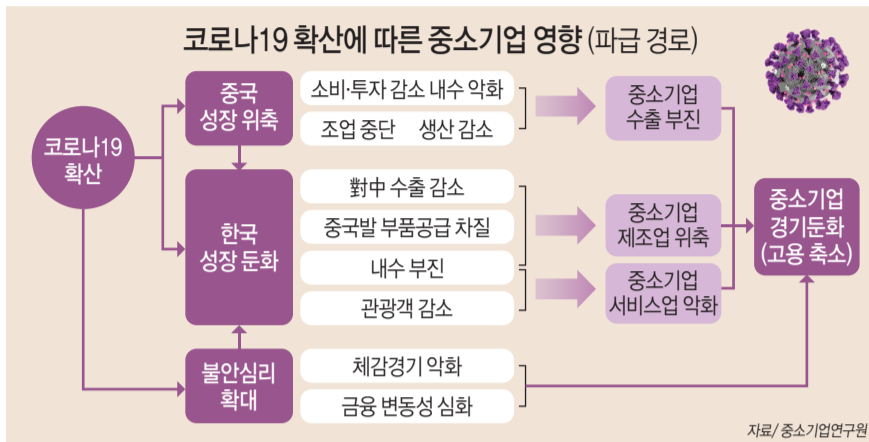 코로나19 확산에 따른 중소기업 영향 (파급 경로)
코로나19
확산
중국
성장 위축
소비·투자 감소 내수 악화
조업 중단 생산 감소
중소기업
수출 부진
한국
성장 둔화
對中 수출 감소
중국발 부품공급 차질
내수 부진
관광객 감소
중소기업
제조업 위축
중소기업
서비스업 악화
불안심리
확대
체감경기 악화
금융 변동성 심화
중소기업
경기둔화
(고용 축소)
자료/ 중소기업연구원